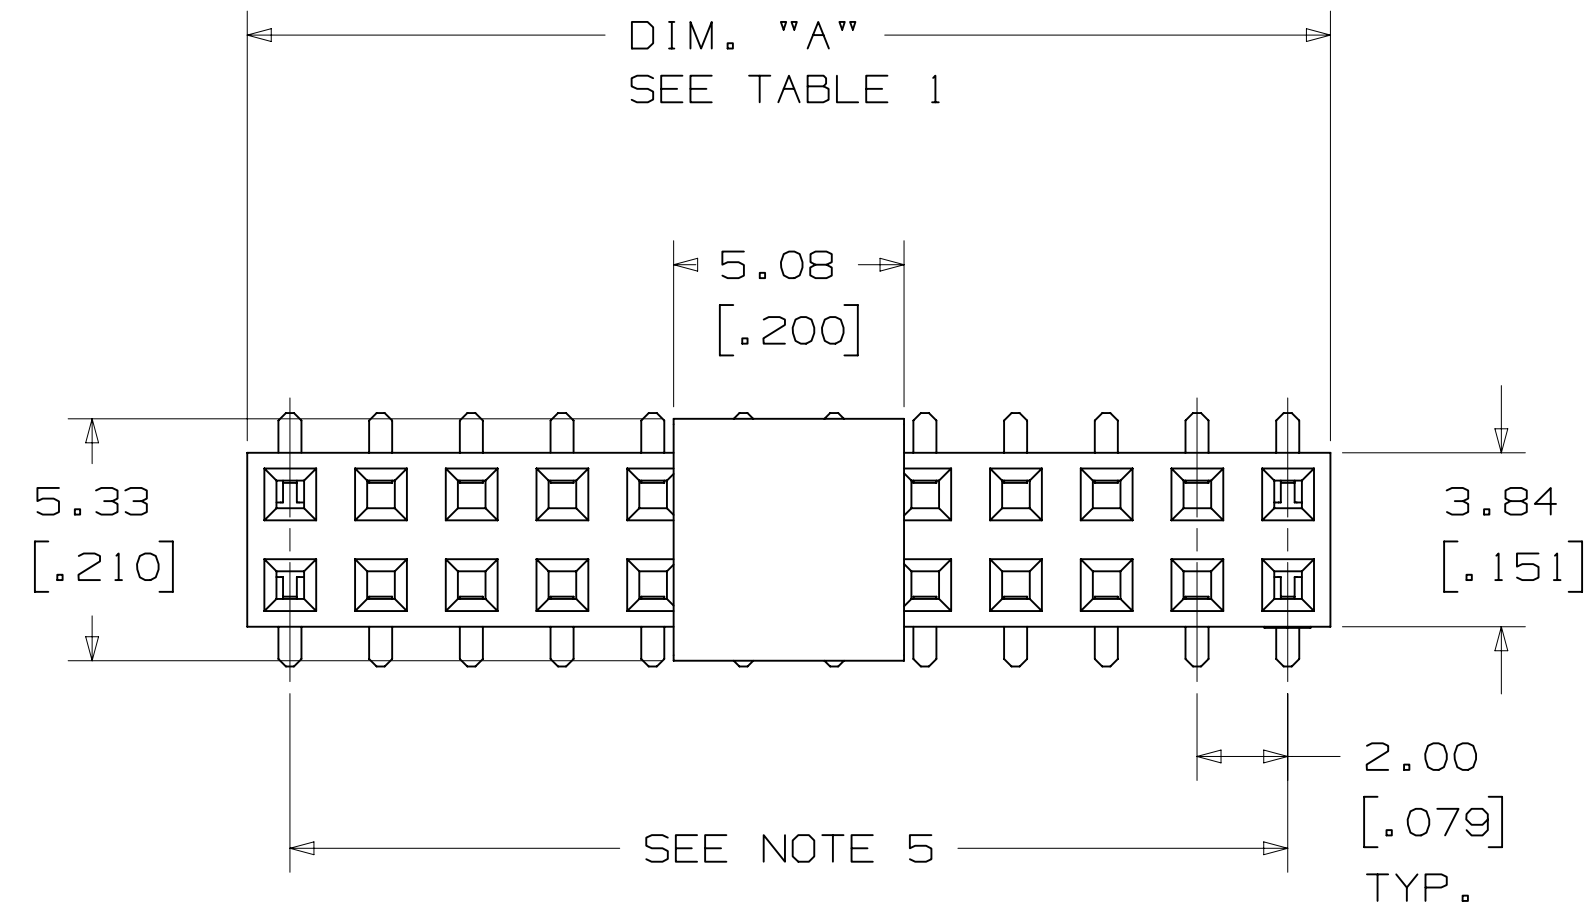 DIM. "A"
SEE TABLE 1
5.08
[.200]
5.33
[.210]
3.84
[.151]
2.00
[.079]
TYP.
SEE NOTE 5